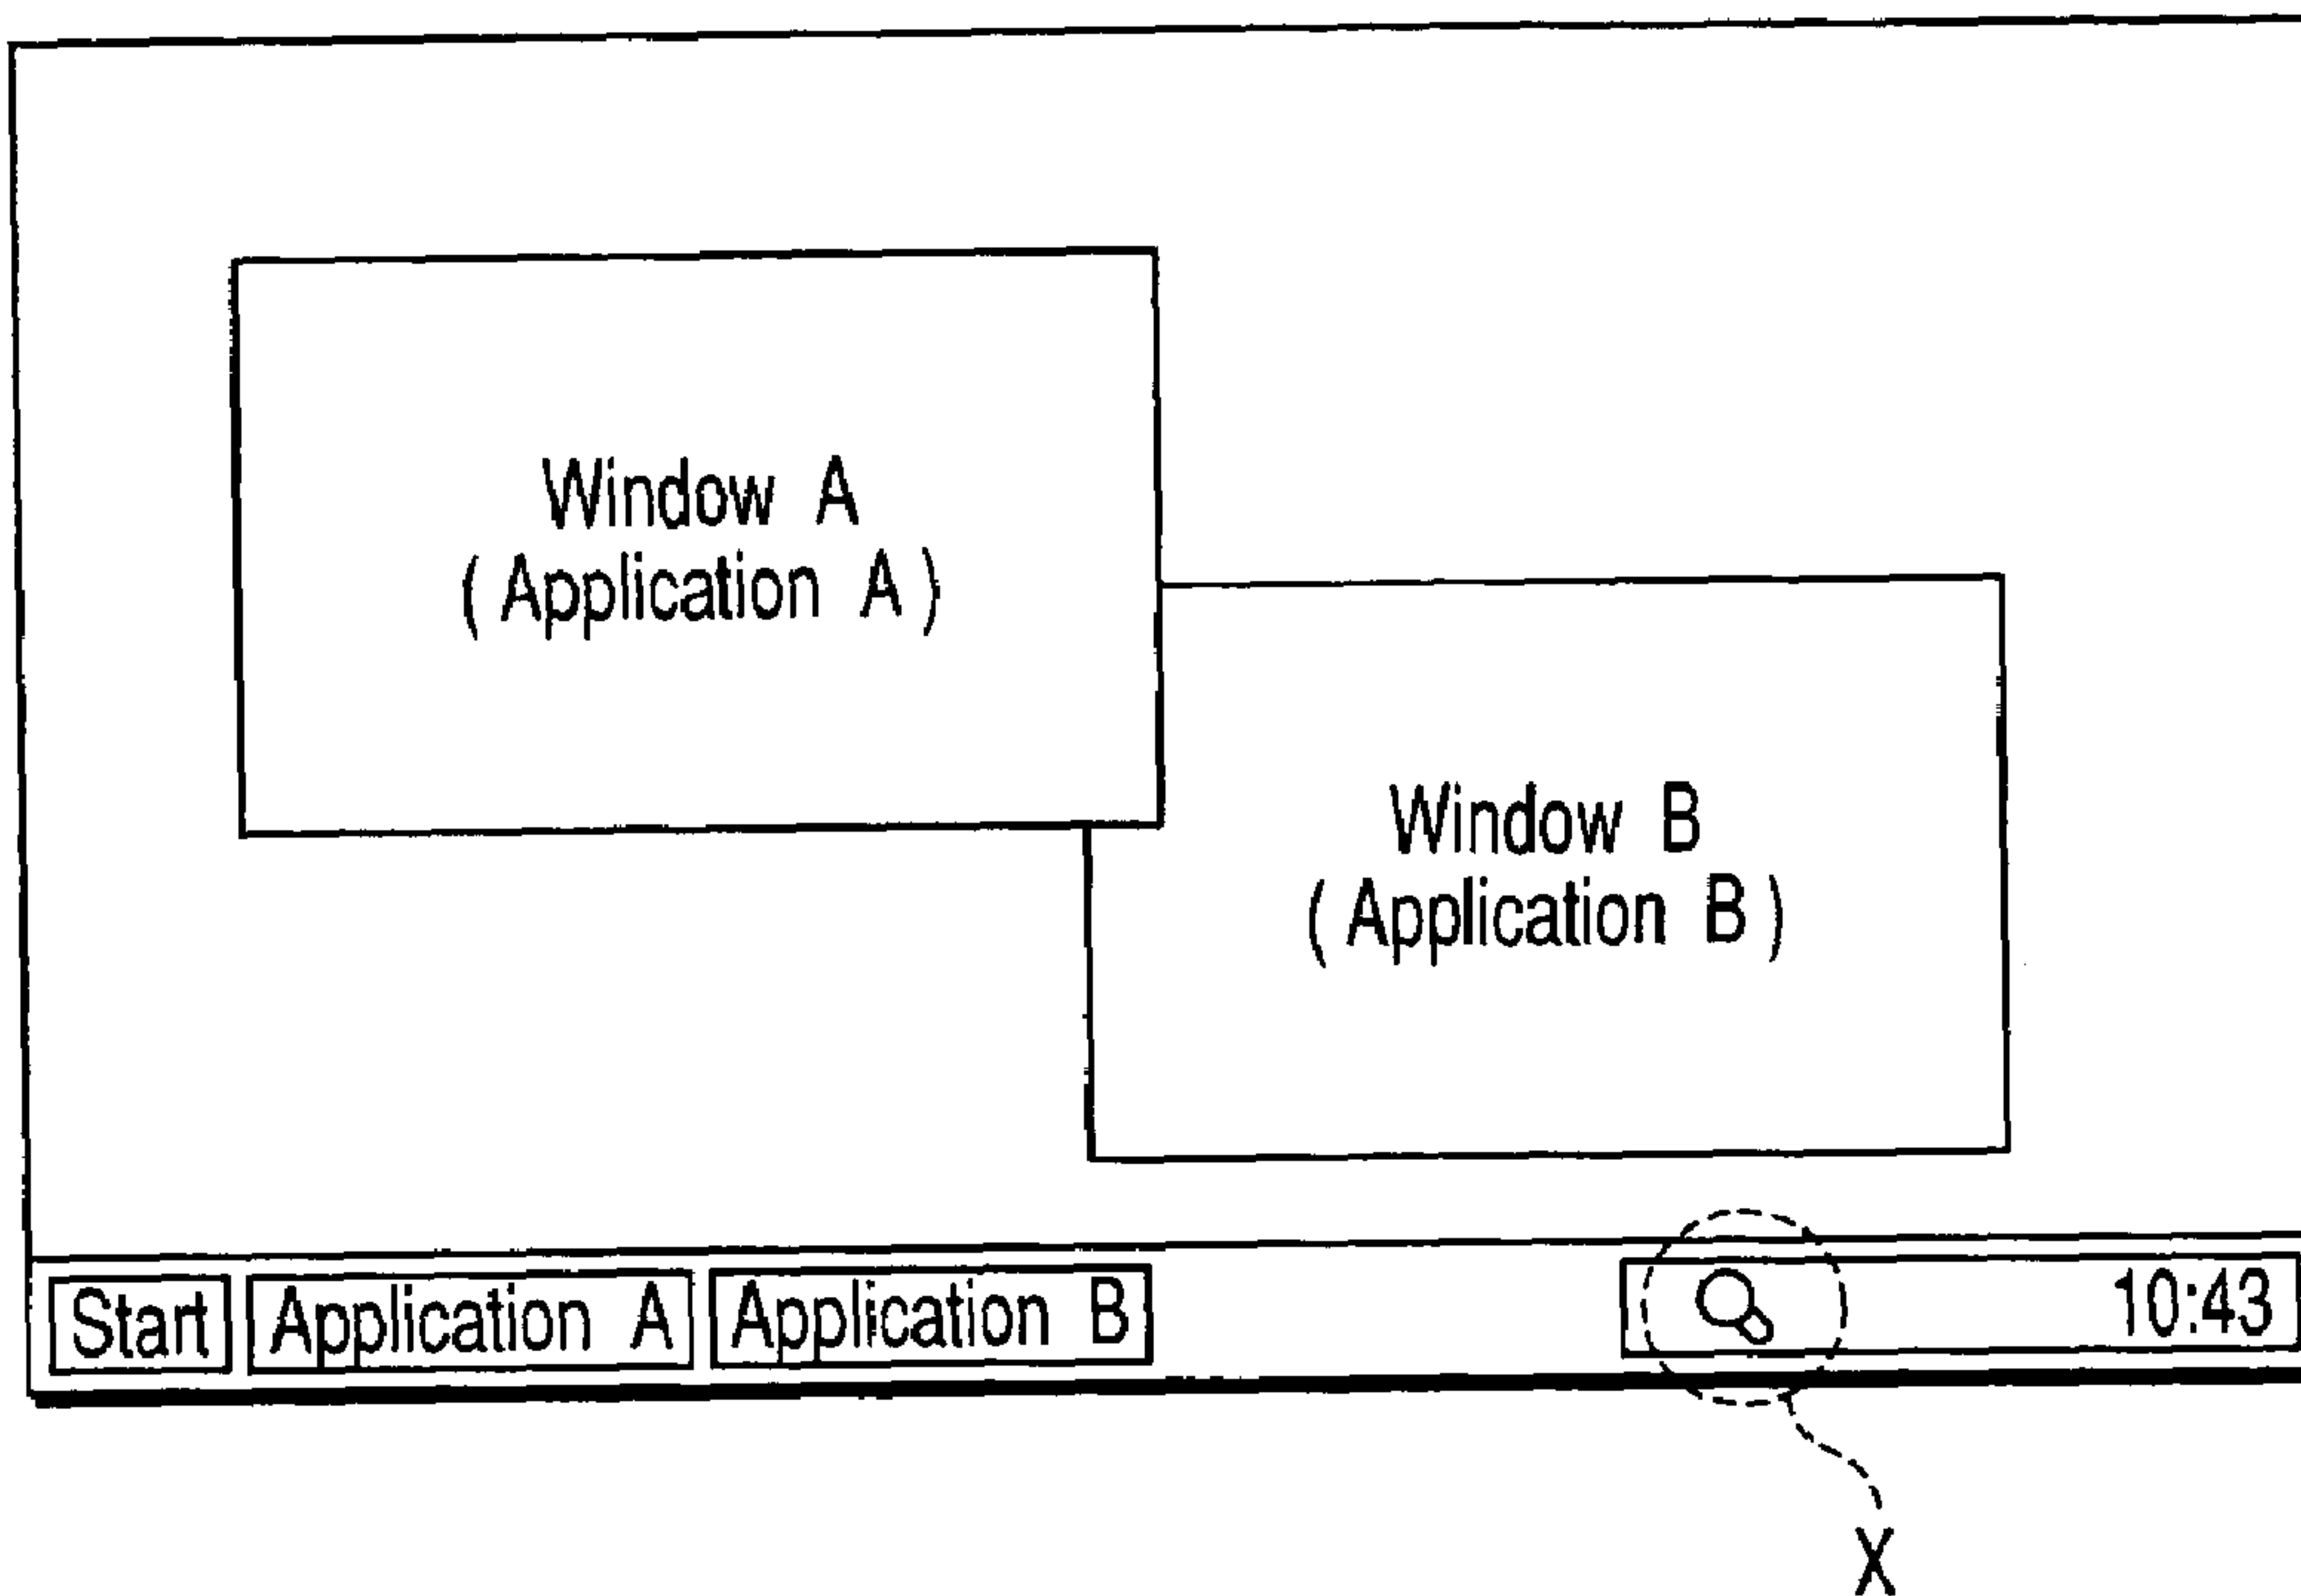 Window A
(Application A)
Window B
(Application B)
Start Application A Application B 10:43
X